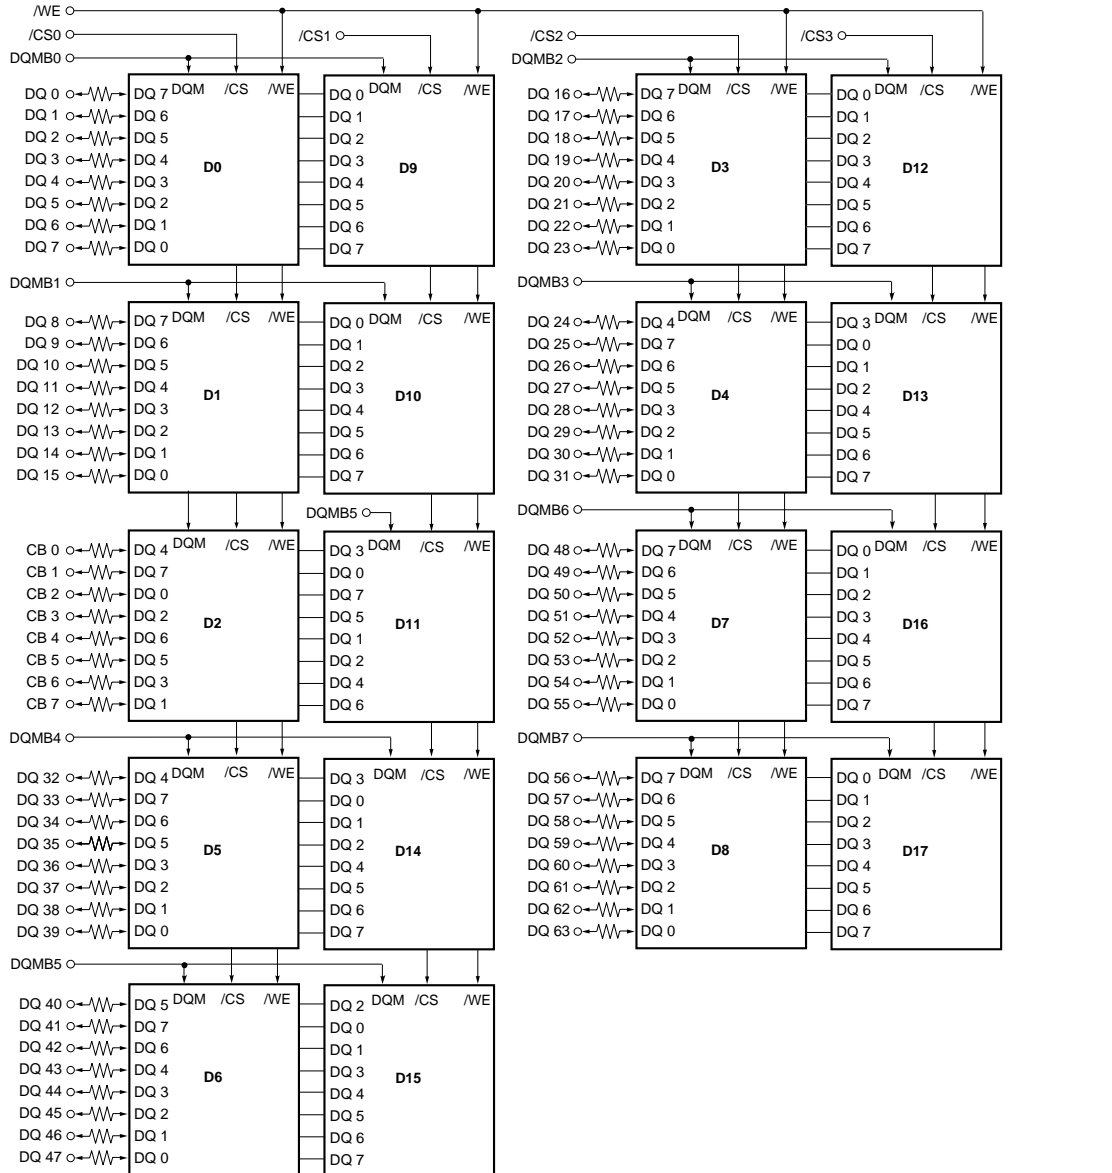 /WE
/CS0 /CS1 /CS2 /CS3
DQMB0 DQMB2
DQM /CS /WE DQM /CS /WE DQM /CS /WE DQM /CS /WE
DQ 0 DQ 7 DQ 0 DQ 16 DQ 7 DQ 0
DQ 1 DQ 6 DQ 1 DQ 17 DQ 6 DQ 1
DQ 2 DQ 5 DQ 2 DQ 18 DQ 5 DQ 2
DQ 3 DQ 4 D0 DQ 3 D9 DQ 19 DQ 4 D3 DQ 3 D12
DQ 4 DQ 3 DQ 4 DQ 20 DQ 3 DQ 4
DQ 5 DQ 2 DQ 5 DQ 21 DQ 2 DQ 5
DQ 6 DQ 1 DQ 6 DQ 22 DQ 1 DQ 6
DQ 7 DQ 0 DQ 7 DQ 23 DQ 0 DQ 7
DQMB1 DQMB3
DQM /CS /WE DQM /CS /WE DQM /CS /WE DQM /CS /WE
DQ 8 DQ 7 DQ 0 DQ 24 DQ 4 DQ 3
DQ 9 DQ 6 DQ 1 DQ 25 DQ 7 DQ 0
DQ 10 DQ 5 DQ 2 DQ 26 DQ 6 DQ 1
DQ 11 DQ 4 D1 DQ 3 D10 DQ 27 DQ 5 D4 DQ 2 D13
DQ 12 DQ 3 DQ 4 DQ 28 DQ 3 DQ 4
DQ 13 DQ 2 DQ 5 DQ 29 DQ 2 DQ 5
DQ 14 DQ 1 DQ 6 DQ 30 DQ 1 DQ 6
DQ 15 DQ 0 DQ 7 DQ 31 DQ 0 DQ 7
DQMB5 DQMB6
DQM /CS /WE DQM /CS /WE DQM /CS /WE DQM /CS /WE
CB 0 DQ 4 DQ 3 DQ 48 DQ 7 DQ 0
CB 1 DQ 7 DQ 0 DQ 49 DQ 6 DQ 1
CB 2 DQ 0 DQ 7 DQ 50 DQ 5 DQ 2
CB 3 DQ 2 D2 DQ 5 D11 DQ 51 DQ 4 D7 DQ 3 D16
CB 4 DQ 6 DQ 1 DQ 52 DQ 3 DQ 4
CB 5 DQ 5 DQ 2 DQ 53 DQ 2 DQ 5
CB 6 DQ 3 DQ 4 DQ 54 DQ 1 DQ 6
CB 7 DQ 1 DQ 6 DQ 55 DQ 0 DQ 7
DQMB4 DQMB7
DQM /CS /WE DQM /CS /WE DQM /CS /WE DQM /CS /WE
DQ 32 DQ 4 DQ 3 DQ 56 DQ 7 DQ 0
DQ 33 DQ 7 DQ 0 DQ 57 DQ 6 DQ 1
DQ 34 DQ 6 DQ 1 DQ 58 DQ 5 DQ 2
DQ 35 DQ 5 D5 DQ 2 D14 DQ 59 DQ 4 D8 DQ 3 D17
DQ 36 DQ 3 DQ 4 DQ 60 DQ 3 DQ 4
DQ 37 DQ 2 DQ 5 DQ 61 DQ 2 DQ 5
DQ 38 DQ 1 DQ 6 DQ 62 DQ 1 DQ 6
DQ 39 DQ 0 DQ 7 DQ 63 DQ 0 DQ 7
DQMB5
DQM /CS /WE DQM /CS /WE
DQ 40 DQ 5 DQ 2
DQ 41 DQ 7 DQ 0
DQ 42 DQ 6 DQ 1
DQ 43 DQ 4 D6 DQ 3 D15
DQ 44 DQ 3 DQ 4
DQ 45 DQ 2 DQ 5
DQ 46 DQ 1 DQ 6
DQ 47 DQ 0 DQ 7